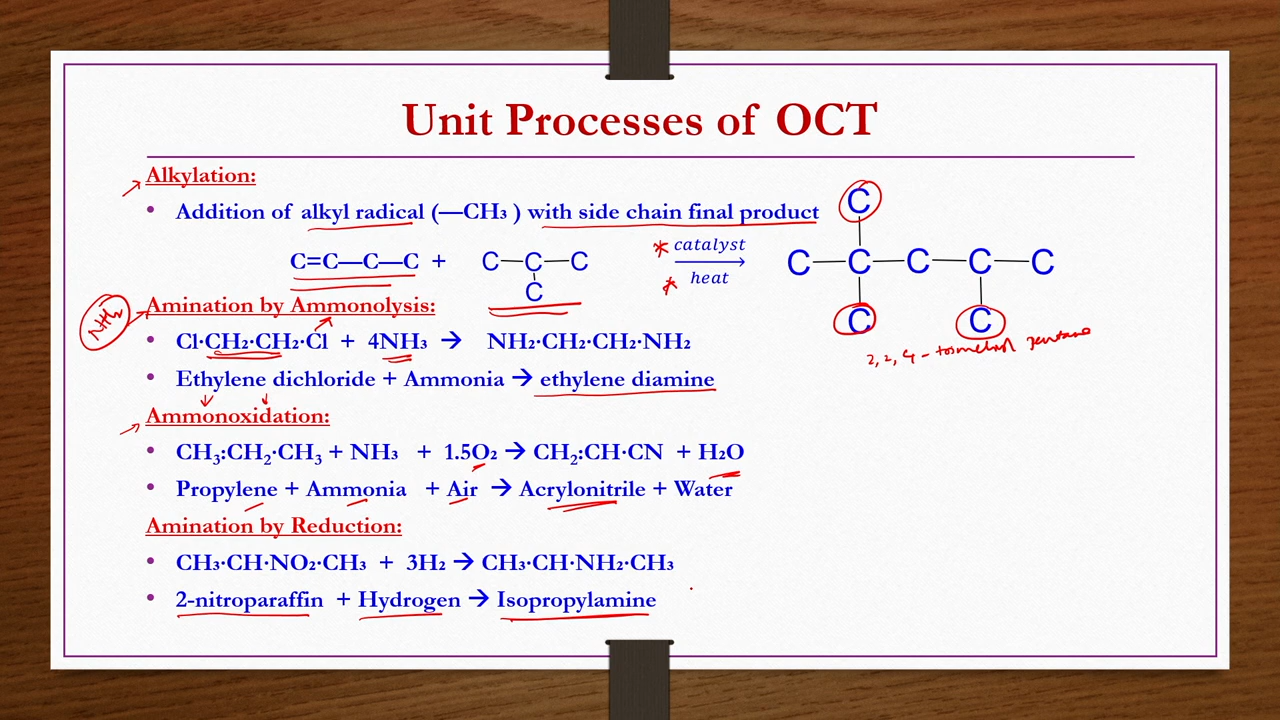 Unit Processes of OCT
Alkylation:
• Addition of alkyl radical (—CH₃ ) with side chain final product
C=C—C—C + C—C—C C catalyst heat C—C—C—C—C C C C
NH₂
Amination by Ammonolysis:
• Cl·CH₂·CH₂·Cl + 4NH₃ → NH₂·CH₂·CH₂·NH₂
2, 2, 4 -
• Ethylene dichloride + Ammonia → ethylene diamine
Ammonoxidation:
• CH₃:CH₂·CH₃ + NH₃ + 1.5O₂ → CH₂:CH·CN + H₂O
• Propylene + Ammonia + Air → Acrylonitrile + Water
Amination by Reduction:
• CH₃·CH·NO₂·CH₃ + 3H₂ → CH₃·CH·NH₂·CH₃
• 2-nitroparaffin + Hydrogen → Isopropylamine